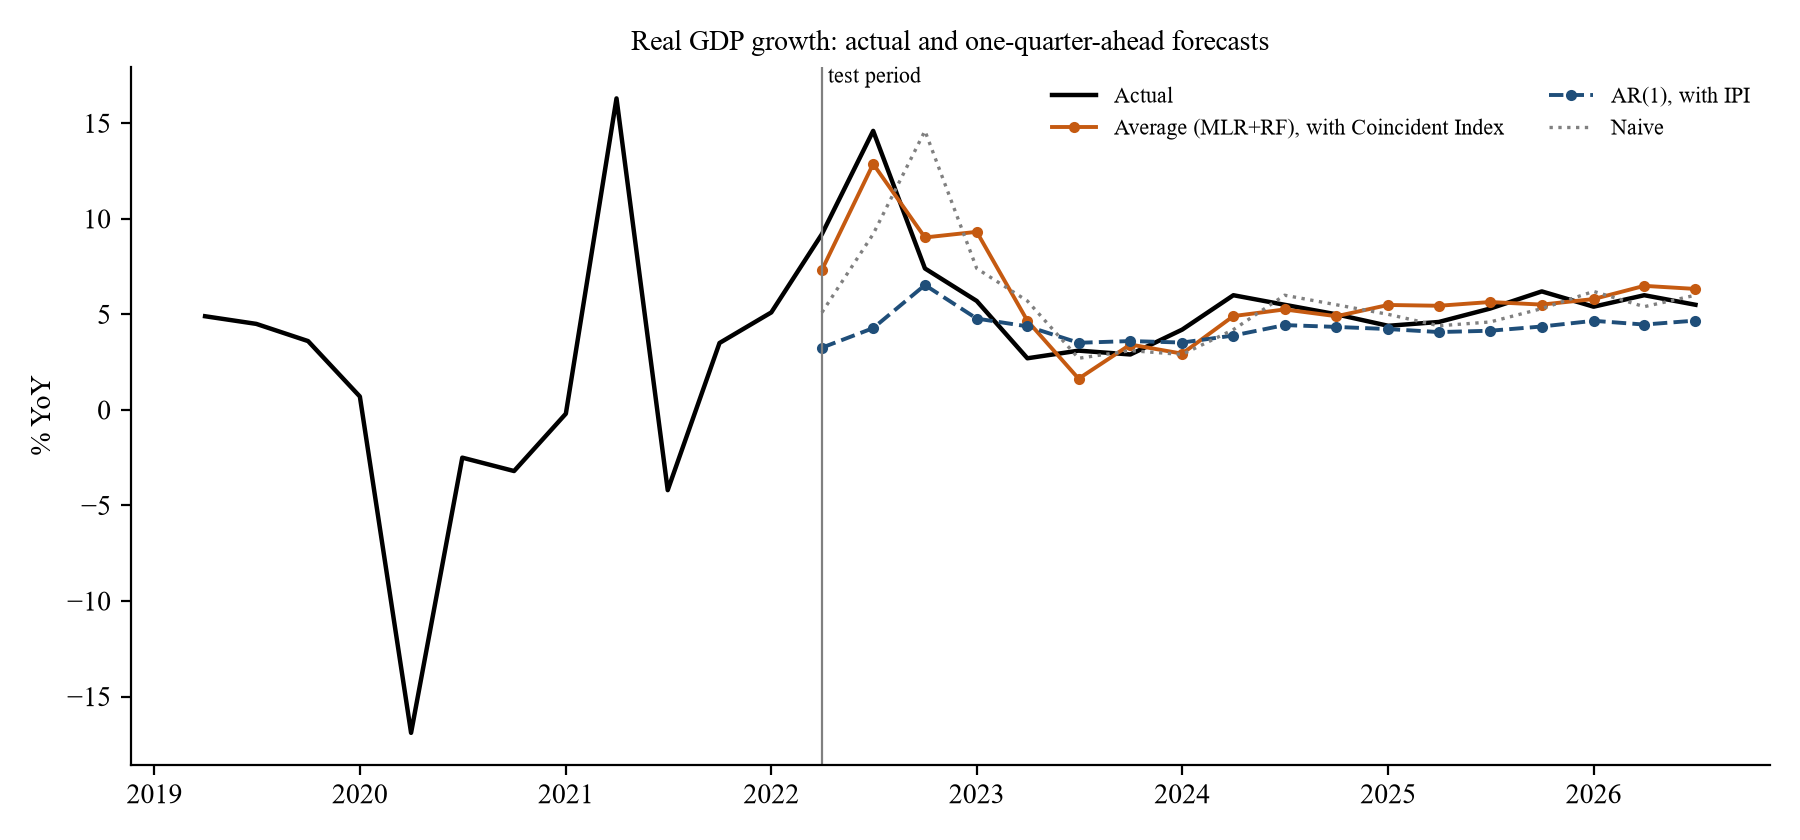 Real GDP growth: actual and one-quarter-ahead forecasts
test period
Actual
Average (MLR+RF), with Coincident Index
AR(1), with IPI
Naive
% YoY
15
10
5
0
−5
−10
−15
2019 2020 2021 2022 2023 2024 2025 2026